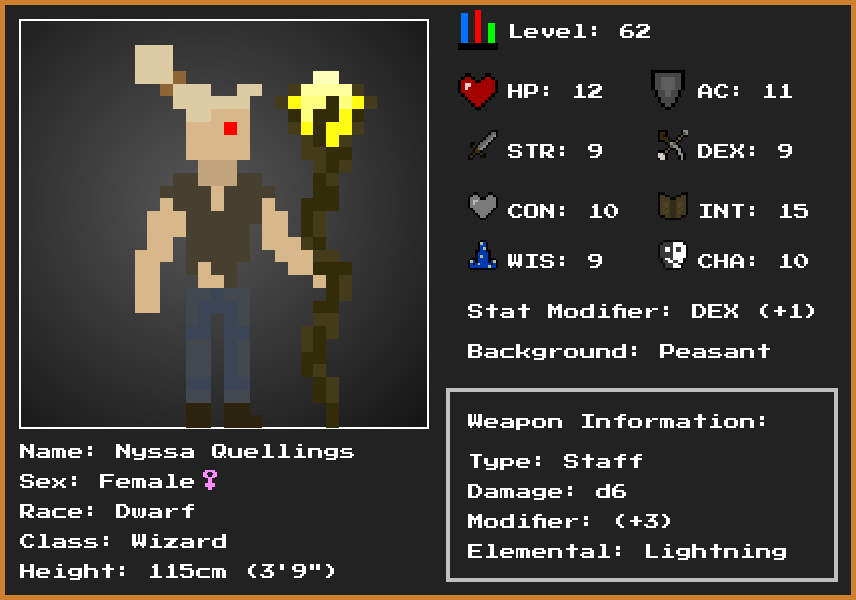 Level: 62
HP: 12 AC: 11
STR: 9 DEX: 9
CON: 10 INT: 15
WIS: 9 CHA: 10
Stat Modifier: DEX (+1)
Background: Peasant
Weapon Information:
Type: Staff
Damage: d6
Modifier: (+3)
Elemental: Lightning
Name: Nyssa Quellings
Sex: Female♀
Race: Dwarf
Class: Wizard
Height: 115cm (3'9")